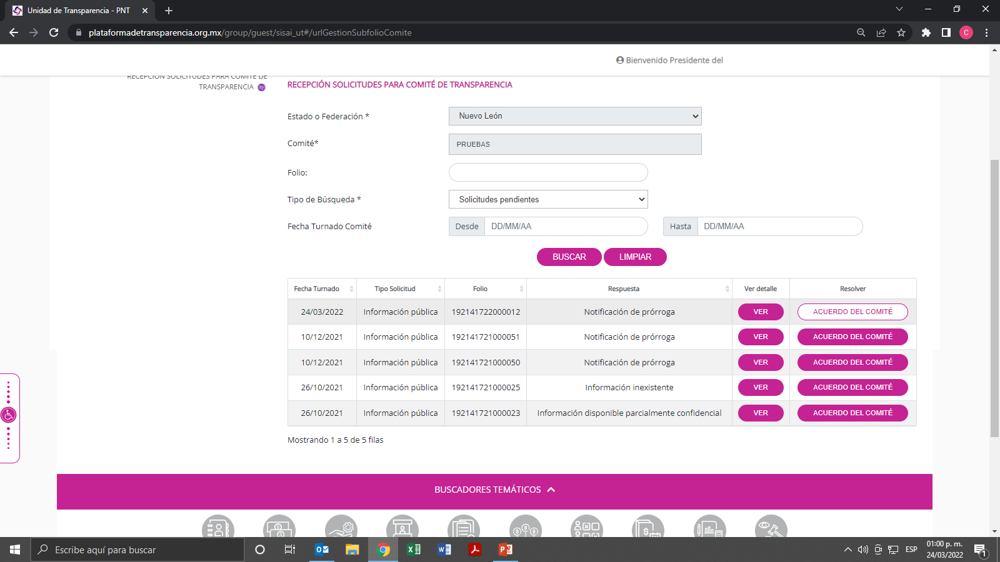 Unidad de Transparencia - PNT
plataformadetransparencia.org.mx/group/guest/sisai_ut#/urlGestionSubfolioComite
C
Bienvenido Presidente del
RECEPCIÓN SOLICITUDES PARA COMITÉ DE
TRANSPARENCIA
RECEPCIÓN SOLICITUDES PARA COMITÉ DE TRANSPARENCIA
Estado o Federación * Nuevo León
Comité* PRUEBAS
Folio:
Tipo de Búsqueda * Solicitudes pendientes
Fecha Turnado Comité Desde DD/MM/AA Hasta DD/MM/AA
BUSCAR LIMPIAR
Fecha Turnado Tipo Solicitud Folio Respuesta Ver detalle Resolver
24/03/2022 Información pública 192141722000012 Notificación de prórroga VER ACUERDO DEL COMITÉ
10/12/2021 Información pública 192141721000051 Notificación de prórroga VER ACUERDO DEL COMITÉ
10/12/2021 Información pública 192141721000050 Notificación de prórroga VER ACUERDO DEL COMITÉ
26/10/2021 Información pública 192141721000025 Información inexistente VER ACUERDO DEL COMITÉ
26/10/2021 Información pública 192141721000023 Información disponible parcialmente confidencial VER ACUERDO DEL COMITÉ
Mostrando 1 a 5 de 5 filas
BUSCADORES TEMÁTICOS
Escribe aquí para buscar
ESP
01:00 p. m.
24/03/2022
1